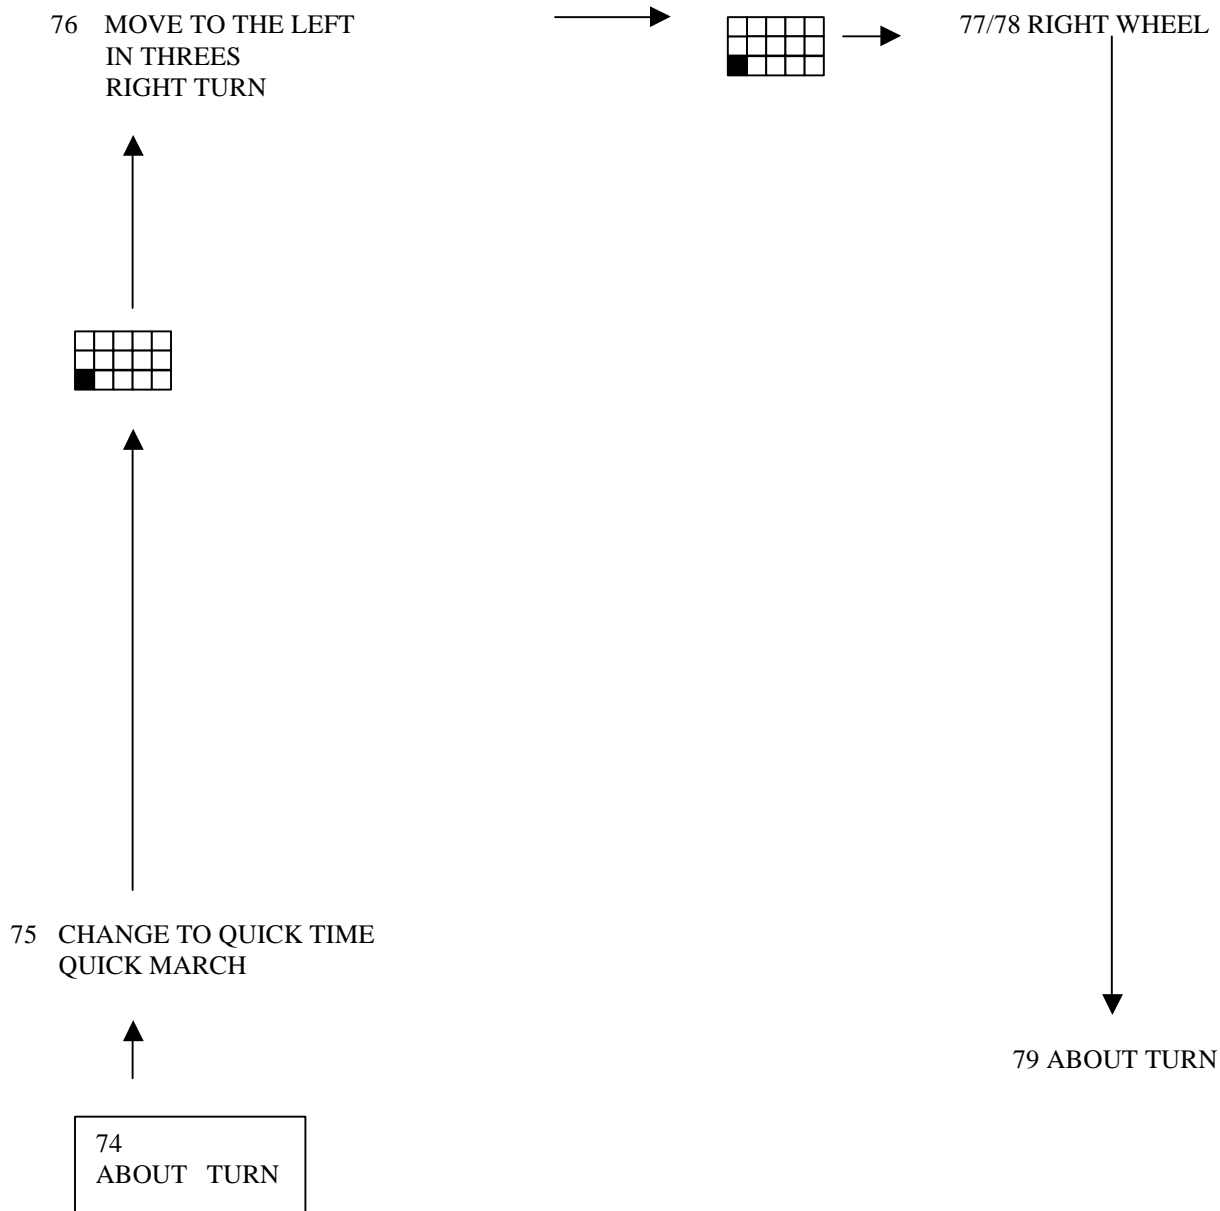 76 MOVE TO THE LEFT
IN THREES
RIGHT TURN
77/78 RIGHT WHEEL
75 CHANGE TO QUICK TIME
QUICK MARCH
79 ABOUT TURN
74
ABOUT TURN